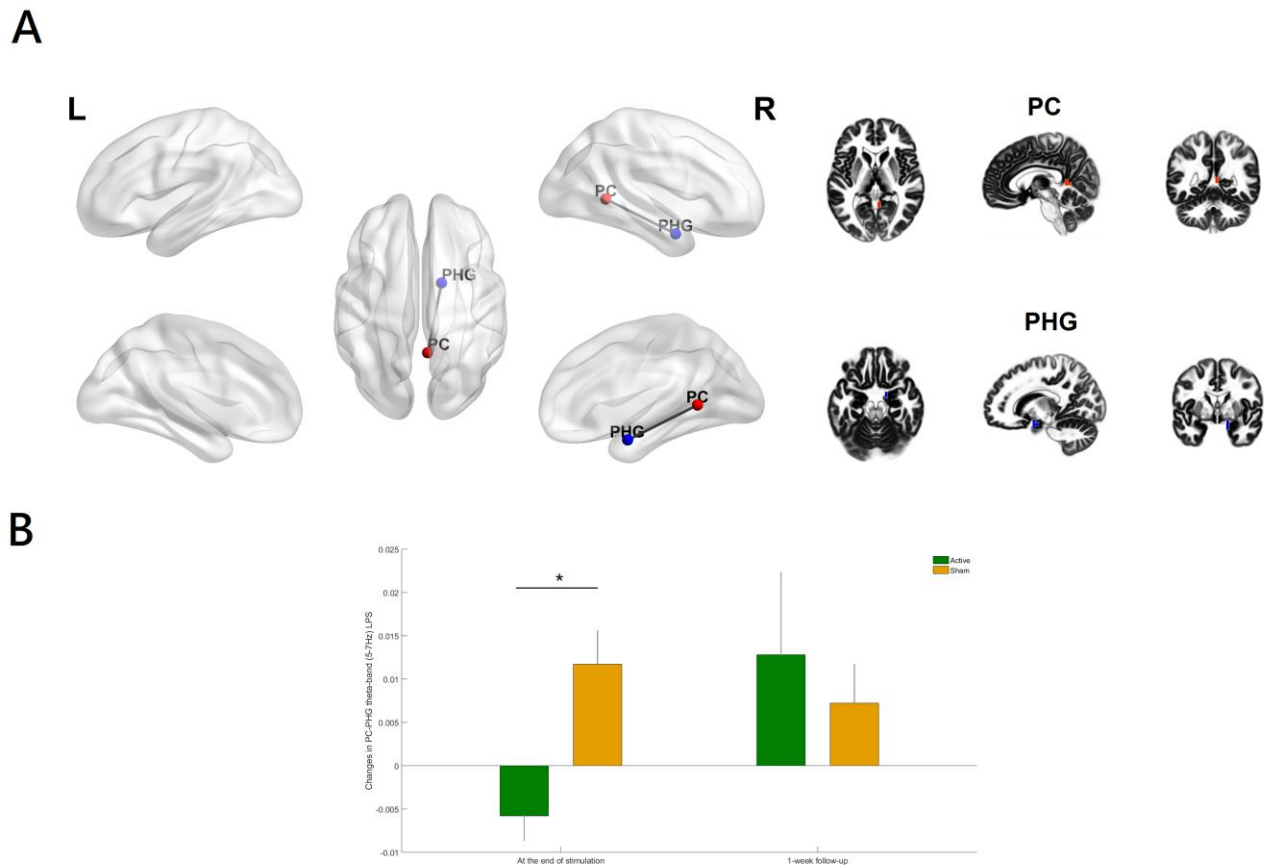 A
L
R
PC
PC
PHG
PHG
PC
PHG
PC
PHG
B
0.025
0.02
0.015
0.01
0.005
0
-0.005
-0.01
Changes in PC-PHG theta-band (5-7Hz) LPS
*
Active
Sham
At the end of stimulation
1-week follow-up